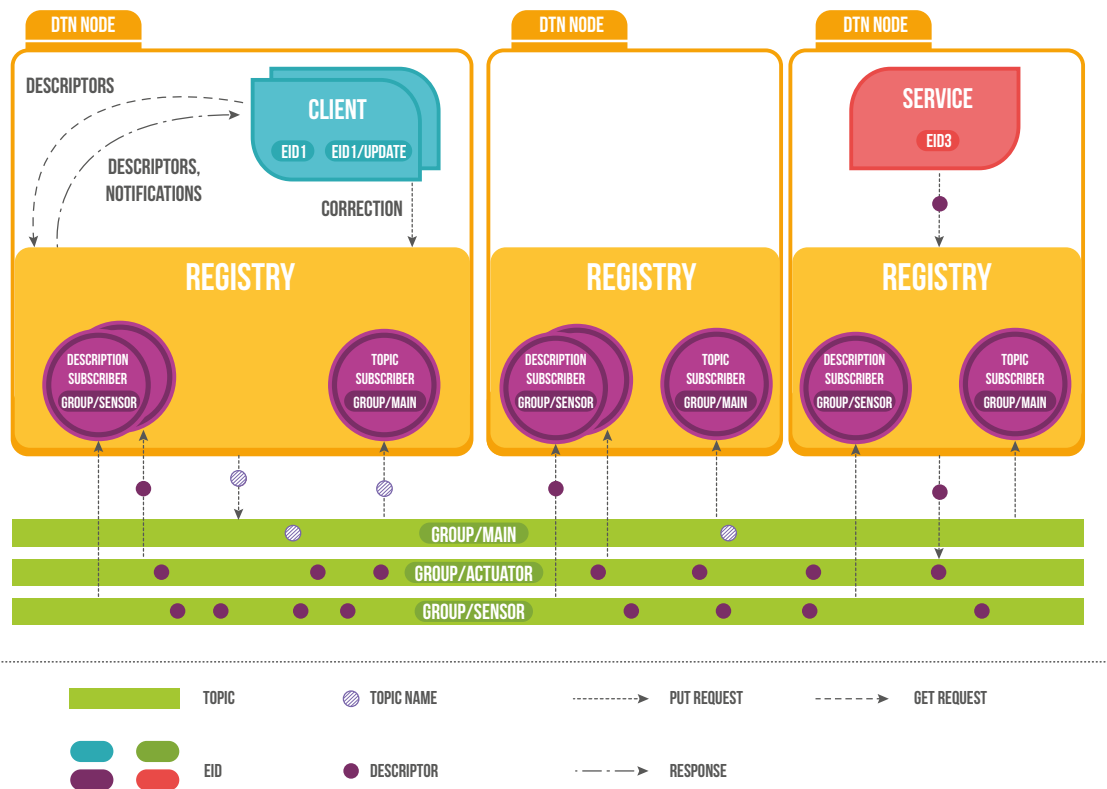 DTN NODE
DTN NODE
DTN NODE
DESCRIPTORS
CLIENT
EID1
EID1/UPDATE
DESCRIPTORS,
NOTIFICATIONS
CORRECTION
SERVICE
EID3
REGISTRY
REGISTRY
REGISTRY
DESCRIPTION
SUBSCRIBER
GROUP/SENSOR
TOPIC
SUBSCRIBER
GROUP/MAIN
DESCRIPTION
SUBSCRIBER
GROUP/SENSOR
TOPIC
SUBSCRIBER
GROUP/MAIN
DESCRIPTION
SUBSCRIBER
GROUP/SENSOR
TOPIC
SUBSCRIBER
GROUP/MAIN
GROUP/MAIN
GROUP/ACTUATOR
GROUP/SENSOR
TOPIC
TOPIC NAME
PUT REQUEST
GET REQUEST
EID
DESCRIPTOR
RESPONSE